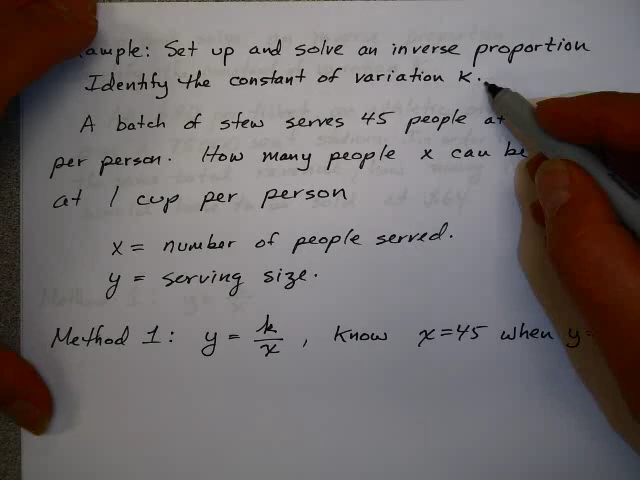 ample: Set up and solve an inverse proportion
Identify the constant of variation k.
A batch of stew serves 45 people at
per person. How many people x can be
at 1 cup per person
x = number of people served.
y = serving size.
Method 1: y = k/x , know x=45 when y=